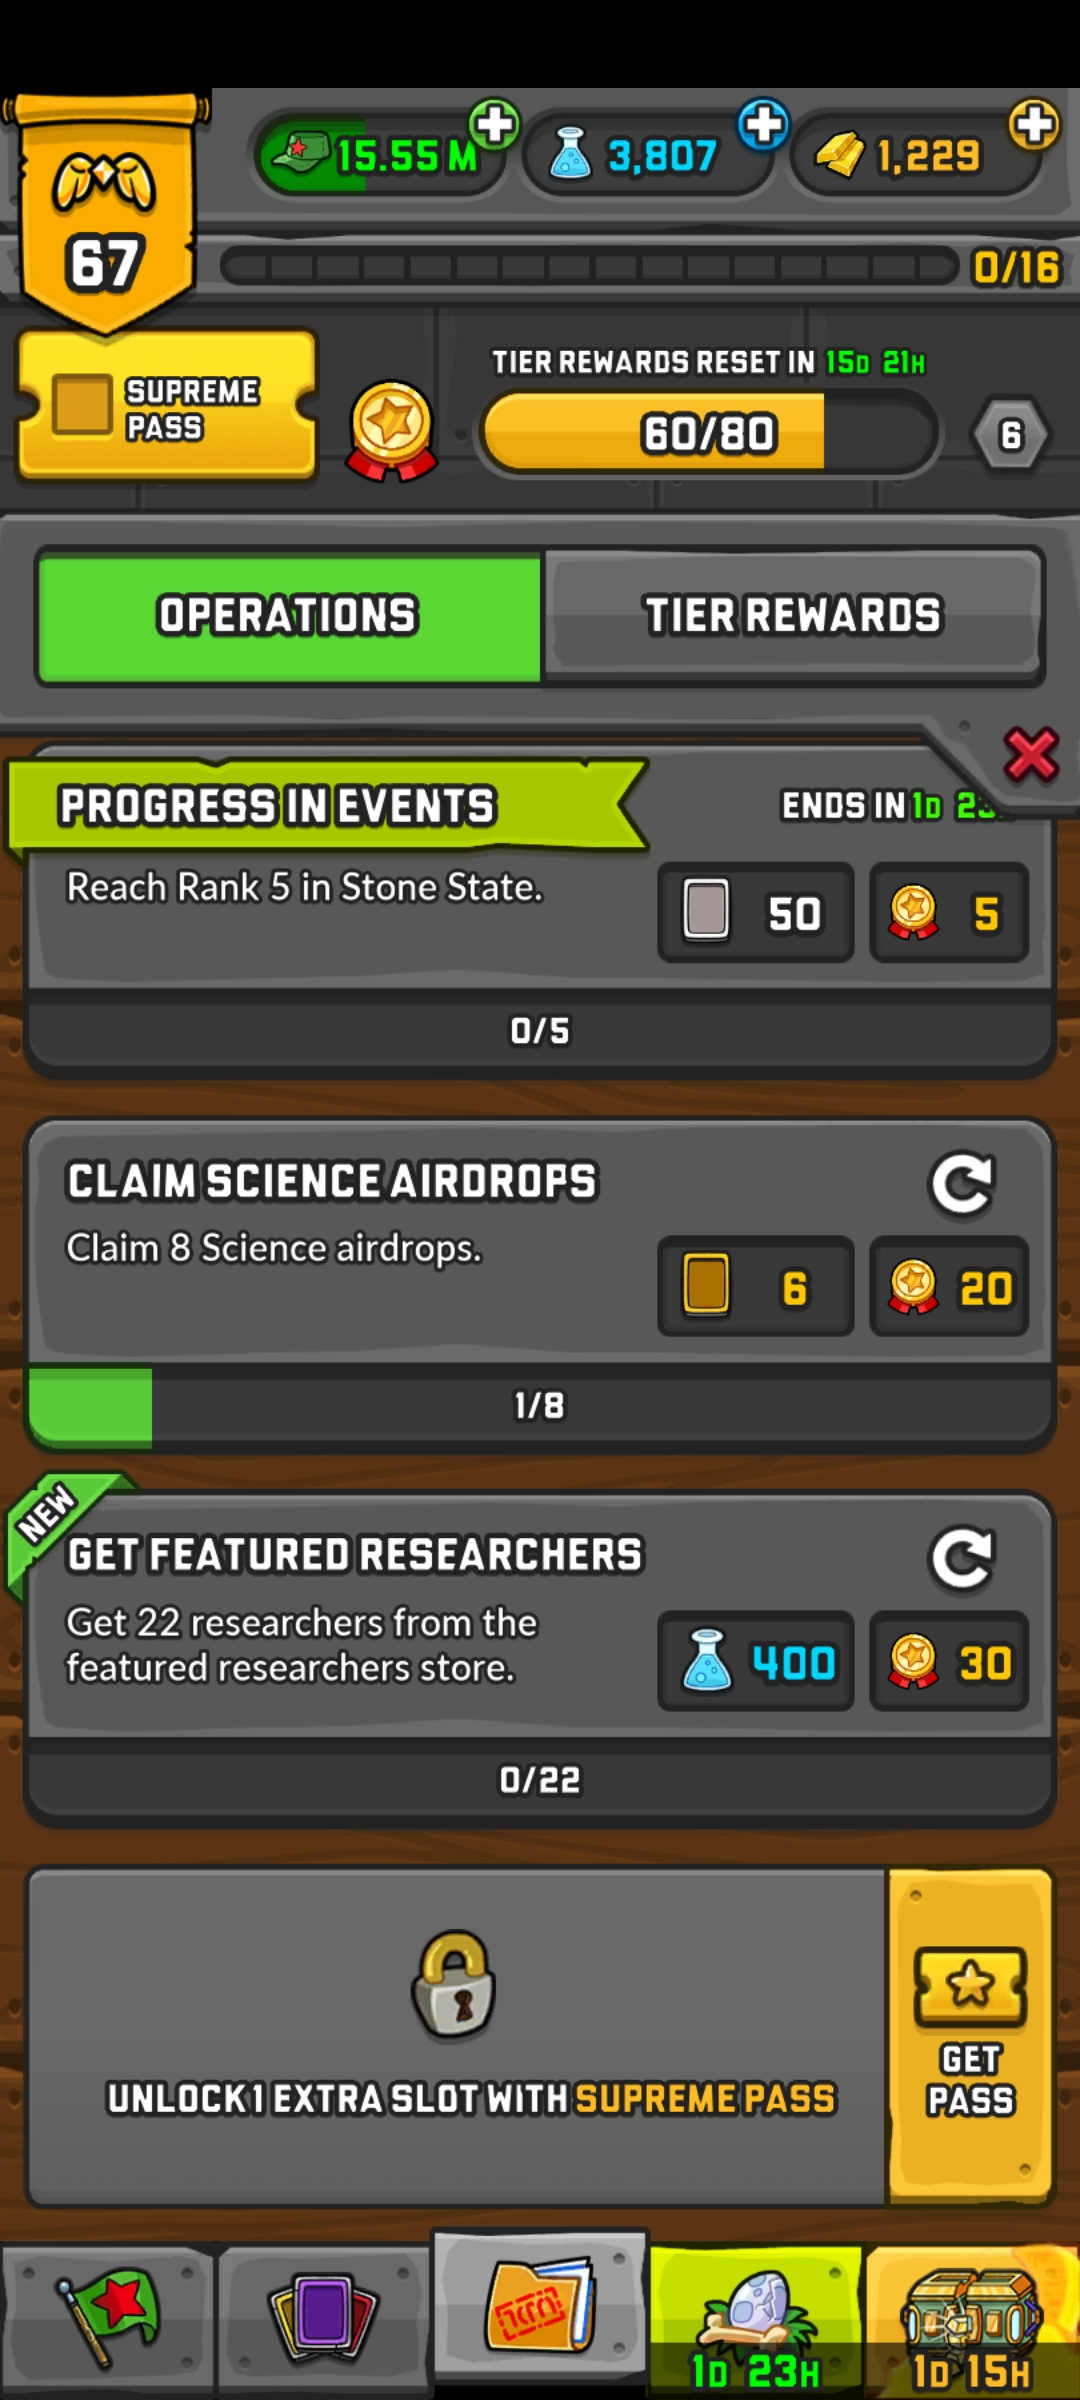 15.55 M
3,807
1,229
67
0/16
SUPREME
PASS
TIER REWARDS RESET IN 15D 21H
60/80
6
OPERATIONS
TIER REWARDS
PROGRESS IN EVENTS
ENDS IN 1D
Reach Rank 5 in Stone State.
50
5
0/5
CLAIM SCIENCE AIRDROPS
Claim 8 Science airdrops.
6
20
1/8
NEW
GET FEATURED RESEARCHERS
Get 22 researchers from the
featured researchers store.
400
30
0/22
UNLOCK 1 EXTRA SLOT WITH SUPREME PASS
GET
PASS
1D 23H
1D 15H